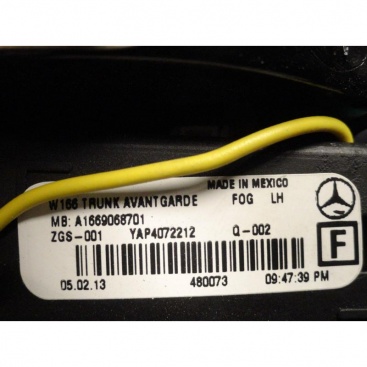 MADE IN MEXICO
W166 TRUNK AVANTGARDE FOG LH
MB: A1669068701
ZGS-001 YAP4072212 Q-002
F
05.02.13 480073 09:47:39 PM